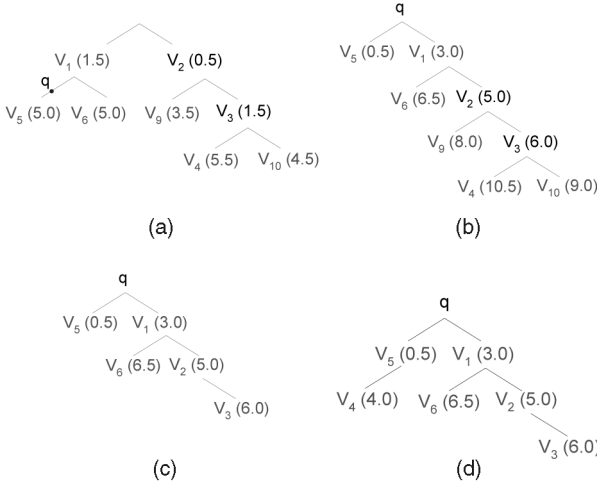 V1 (1.5) V2 (0.5)
q
V5 (5.0) V6 (5.0) V9 (3.5) V3 (1.5)
V4 (5.5) V10 (4.5)
(a)
q
V5 (0.5) V1 (3.0)
V6 (6.5) V2 (5.0)
V9 (8.0) V3 (6.0)
V4 (10.5) V10 (9.0)
(b)
q
V5 (0.5) V1 (3.0)
V6 (6.5) V2 (5.0)
V3 (6.0)
(c)
q
V5 (0.5) V1 (3.0)
V4 (4.0) V6 (6.5) V2 (5.0)
V3 (6.0)
(d)